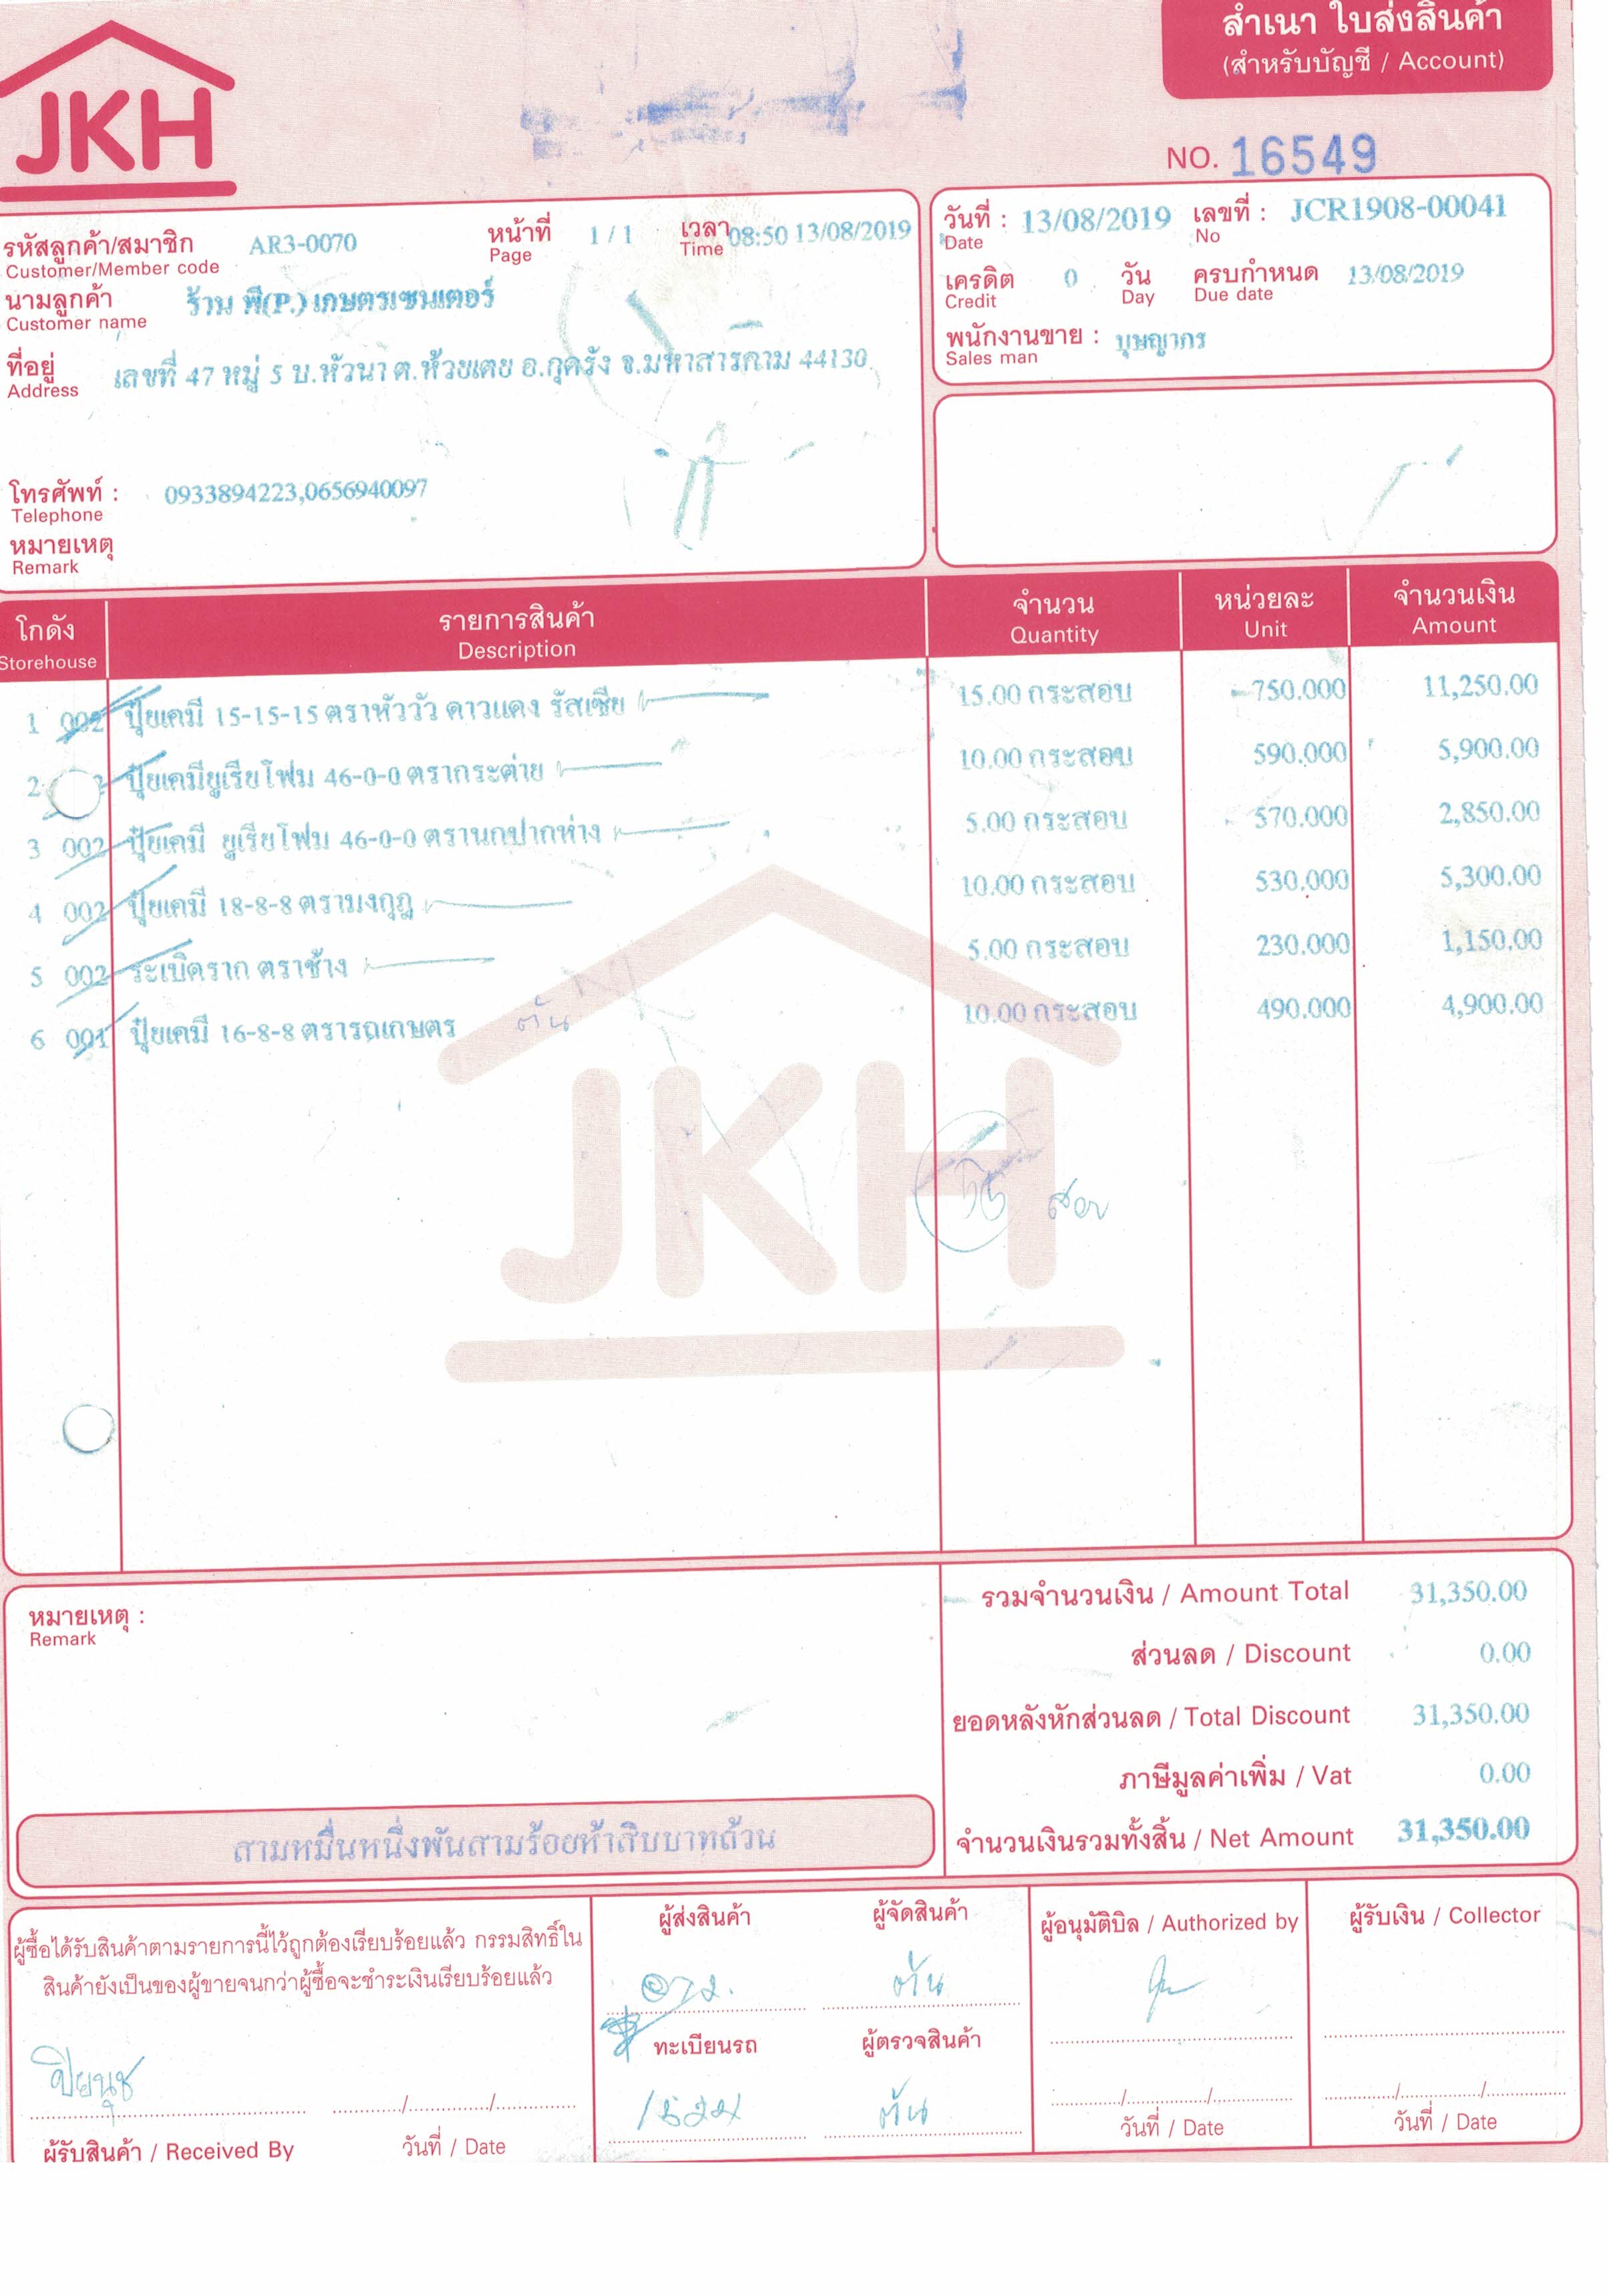 สำเนา ใบส่งสินค้า
(สำหรับบัญชี / Account)
JKH
NO. 16549
รหัสลูกค้า/สมาชิก AR3-0070 หน้าที่ 1 / 1 เวลา 08:50 13/08/2019
Customer/Member code Page Time
นามลูกค้า ร้าน พี(P.) เกษตรเซนเตอร์
Customer name
ที่อยู่ เลขที่ 47 หมู่ 5 บ.หัวนา ต.ห้วยเตย อ.กุดรัง จ.มหาสารคาม 44130
Address
โทรศัพท์ : 0933894223,0656940097
Telephone
หมายเหตุ
Remark
วันที่ : 13/08/2019 เลขที่ : JCR1908-00041
Date No
เครดิต 0 วัน ครบกำหนด 13/08/2019
Credit Day Due date
พนักงานขาย : บุษญากร
Sales man
โกดัง รายการสินค้า จำนวน หน่วยละ จำนวนเงิน
Storehouse Description Quantity Unit Amount
1 002 ปุ๋ยเคมี 15-15-15 ตราหัววัว ดาวแดง รัสเซีย 15.00 กระสอบ 750.000 11,250.00
2 ปุ๋ยเคมียูเรียโฟม 46-0-0 ตรากระต่าย 10.00 กระสอบ 590.000 5,900.00
3 002 ปุ๋ยเคมี ยูเรียโฟม 46-0-0 ตรานกปากห่าง 5.00 กระสอบ 570.000 2,850.00
4 002 ปุ๋ยเคมี 18-8-8 ตรามงกุฎ 10.00 กระสอบ 530.000 5,300.00
5 002 ระเบิดราก ตราช้าง 5.00 กระสอบ 230.000 1,150.00
6 001 ปุ๋ยเคมี 16-8-8 ตรารถเกษตร ต้น 10.00 กระสอบ 490.000 4,900.00
JKH
รวมจำนวนเงิน / Amount Total 31,350.00
หมายเหตุ :
Remark
ส่วนลด / Discount 0.00
ยอดหลังหักส่วนลด / Total Discount 31,350.00
ภาษีมูลค่าเพิ่ม / Vat 0.00
จำนวนเงินรวมทั้งสิ้น / Net Amount 31,350.00
สามหมื่นหนึ่งพันสามร้อยห้าสิบบาทถ้วน
ผู้ซื้อได้รับสินค้าตามรายการนี้ไว้ถูกต้องเรียบร้อยแล้ว กรรมสิทธิ์ใน
สินค้ายังเป็นของผู้ขายจนกว่าผู้ซื้อจะชำระเงินเรียบร้อยแล้ว
ปิยนุช
ผู้รับสินค้า / Received By วันที่ / Date
ผู้ส่งสินค้า ผู้จัดสินค้า
ต้น
ทะเบียนรถ ผู้ตรวจสินค้า
ต้น
ผู้อนุมัติบิล / Authorized by
วันที่ / Date
ผู้รับเงิน / Collector
วันที่ / Date